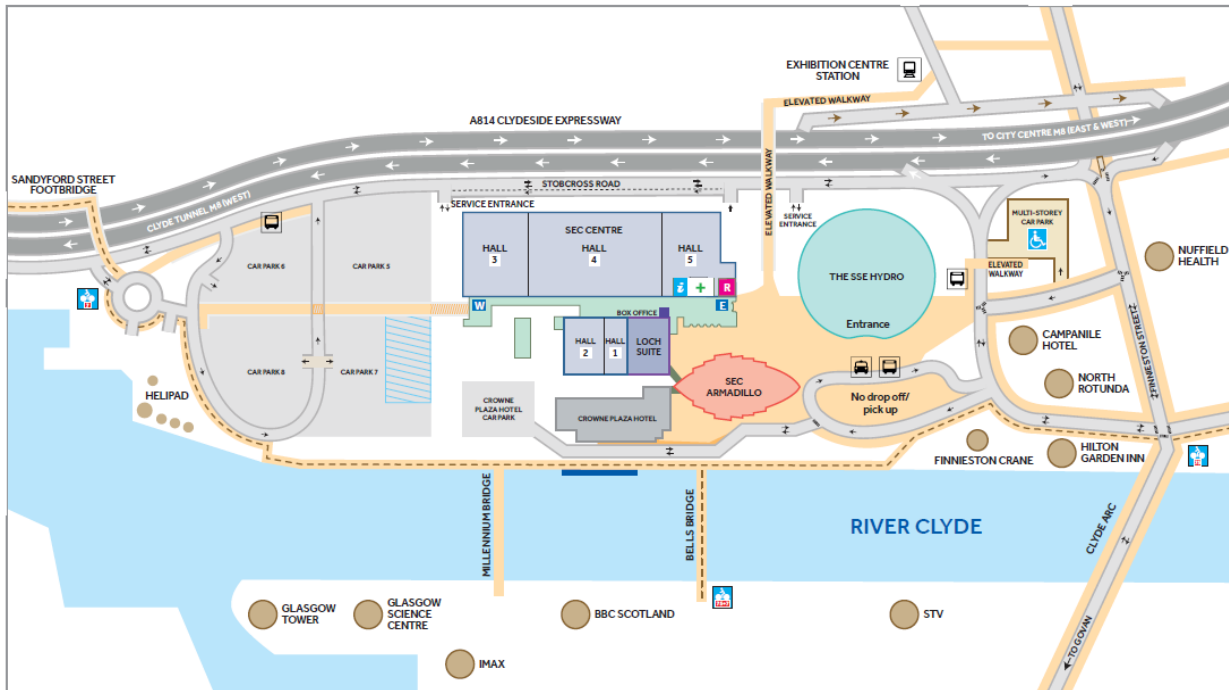 EXHIBITION CENTRE
STATION
ELEVATED WALKWAY
A814 CLYDESIDE EXPRESSWAY
TO CITY CENTRE M8 (EAST & WEST)
SANDYFORD STREET
FOOTBRIDGE
CLYDE TUNNEL M8 (WEST)
STOBCROSS ROAD
ELEVATED WALKWAY
SERVICE ENTRANCE
SERVICE
ENTRANCE
MULTI-STOREY
CAR PARK
NUFFIELD
HEALTH
SEC CENTRE
HALL
3
HALL
4
HALL
5
CAR PARK 6
CAR PARK 5
THE SSE HYDRO
ELEVATED
WALKWAY
i
R
W
E
BOX OFFICE
Entrance
FINNIESTON STREET
HALL
2
HALL
1
LOCH
SUITE
CAMPANILE
HOTEL
CAR PARK 8
CAR PARK 7
SEC
ARMADILLO
NORTH
ROTUNDA
HELIPAD
CROWNE
PLAZA HOTEL
CAR PARK
CROWNE PLAZA HOTEL
No drop off/
pick up
FINNIESTON CRANE
HILTON
GARDEN INN
MILLENNIUM BRIDGE
BELLS BRIDGE
RIVER CLYDE
CLYDE ARC
GLASGOW
TOWER
GLASGOW
SCIENCE
CENTRE
BBC SCOTLAND
STV
IMAX
TO GOVAN